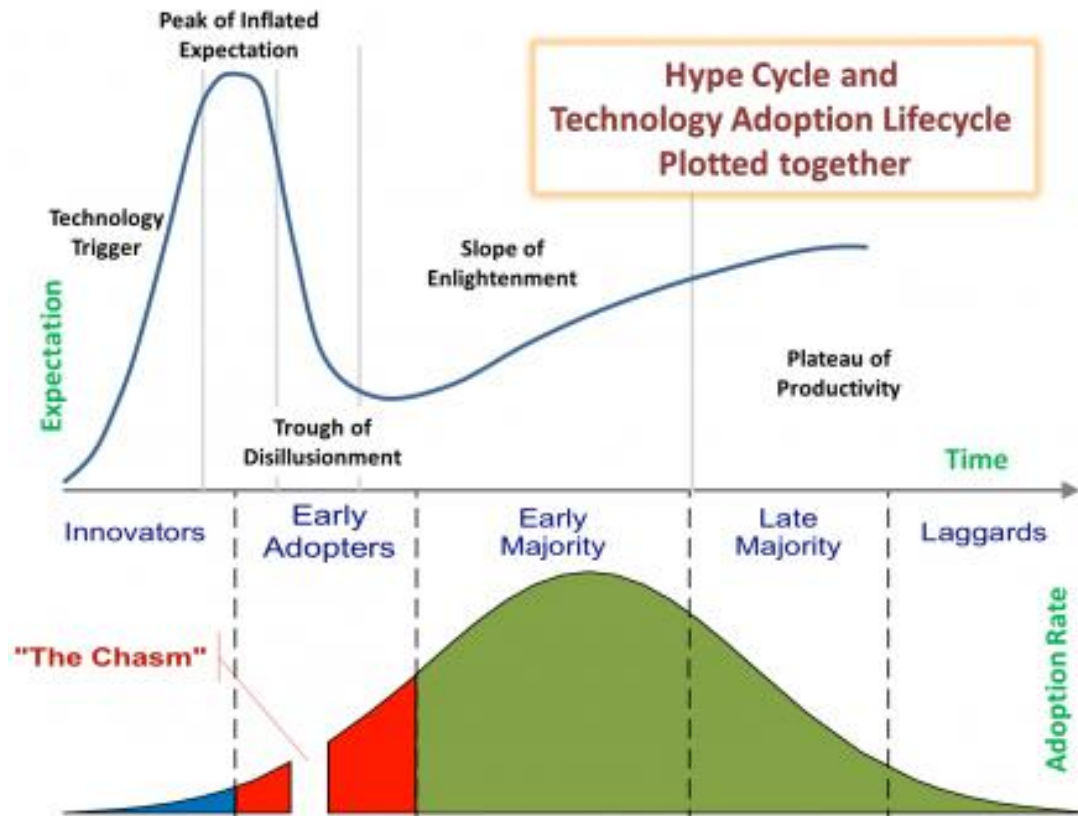 Peak of Inflated
Expectation
Hype Cycle and
Technology Adoption Lifecycle
Plotted together
Technology
Trigger
Slope of
Enlightenment
Expectation
Plateau of
Productivity
Trough of
Disillusionment
Time
Innovators
Early
Adopters
Early
Majority
Late
Majority
Laggards
"The Chasm"
Adoption Rate